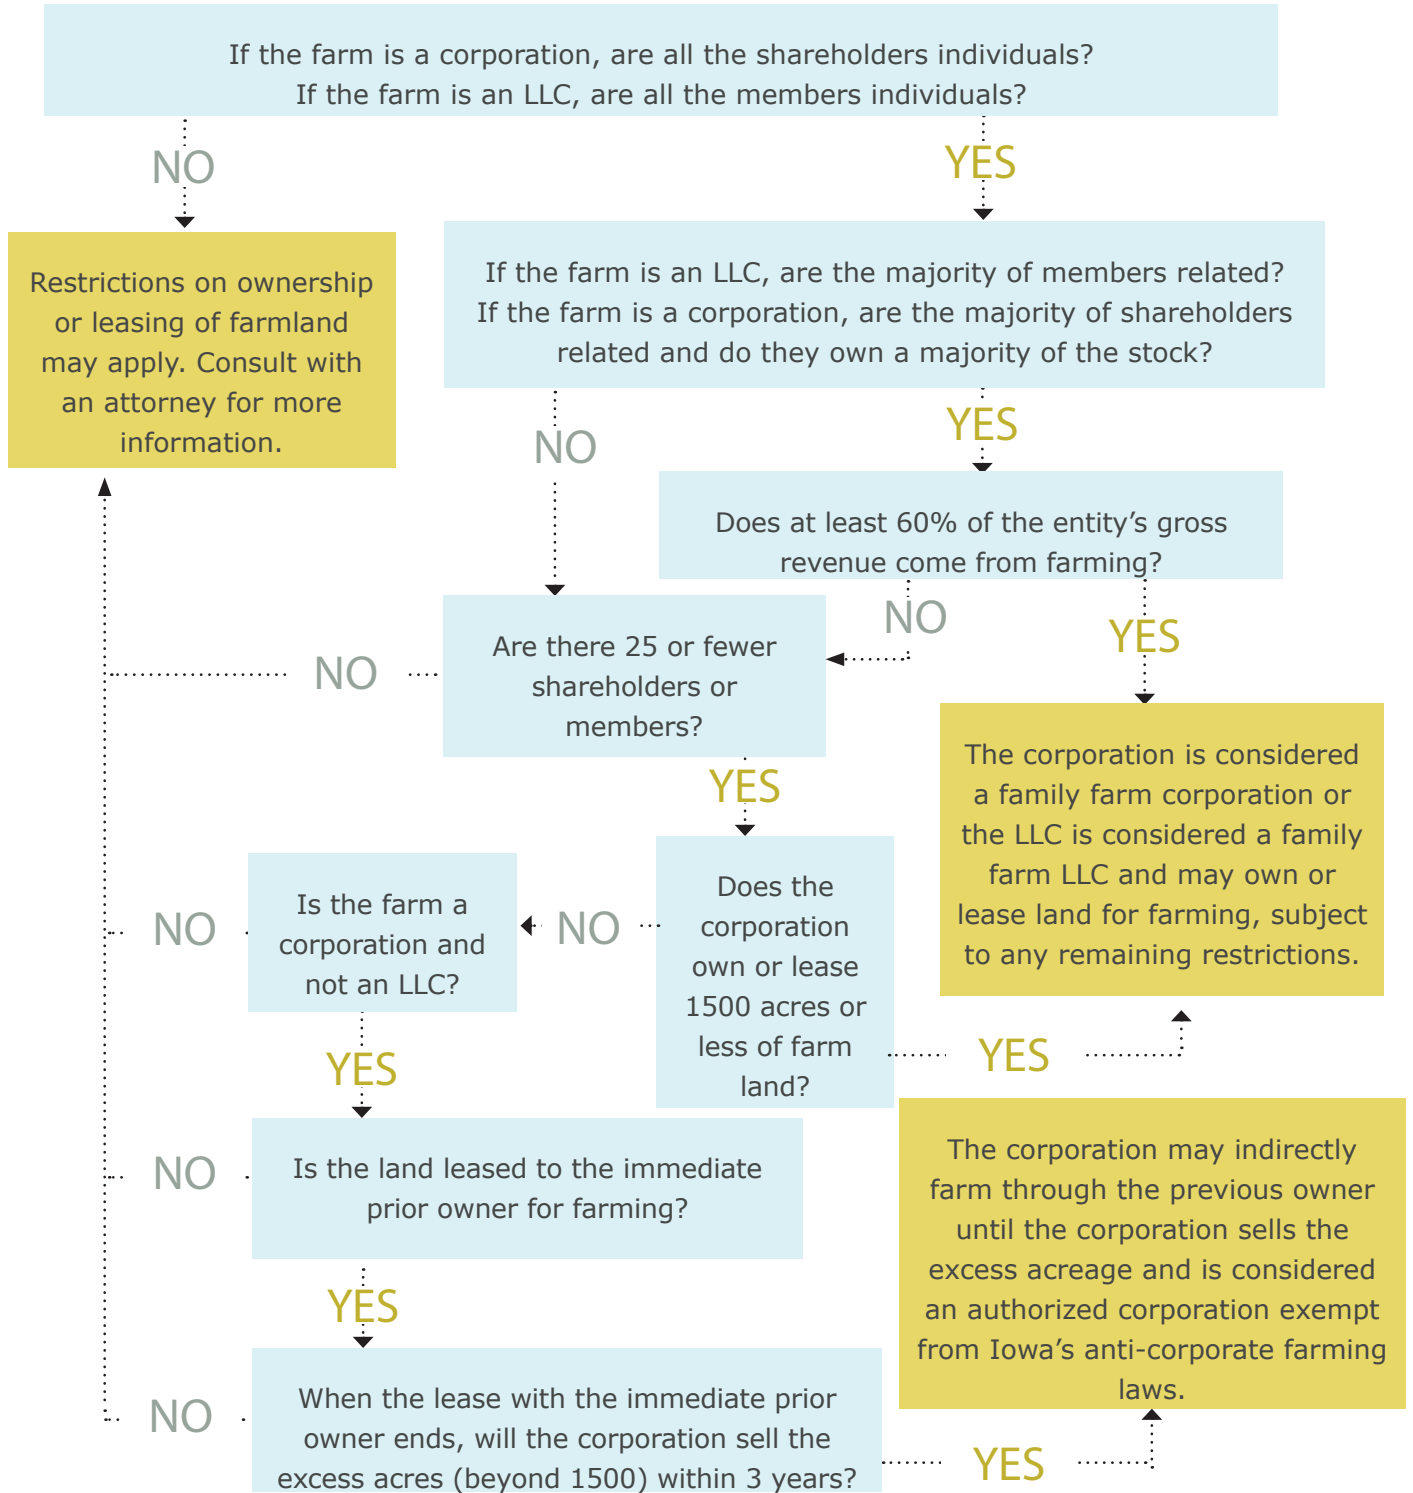 If the farm is a corporation, are all the shareholders individuals?
If the farm is an LLC, are all the members individuals?
NO
YES
Restrictions on ownership
or leasing of farmland
may apply. Consult with
an attorney for more
information.
If the farm is an LLC, are the majority of members related?
If the farm is a corporation, are the majority of shareholders
related and do they own a majority of the stock?
NO
YES
Does at least 60% of the entity’s gross
revenue come from farming?
NO
YES
Are there 25 or fewer
shareholders or
members?
NO
YES
The corporation is considered
a family farm corporation or
the LLC is considered a family
farm LLC and may own or
lease land for farming, subject
to any remaining restrictions.
Does the
corporation
own or lease
1500 acres or
less of farm
land?
NO
YES
Is the farm a
corporation and
not an LLC?
NO
YES
Is the land leased to the immediate
prior owner for farming?
NO
YES
When the lease with the immediate prior
owner ends, will the corporation sell the
excess acres (beyond 1500) within 3 years?
NO
YES
The corporation may indirectly
farm through the previous owner
until the corporation sells the
excess acreage and is considered
an authorized corporation exempt
from Iowa’s anti-corporate farming
laws.